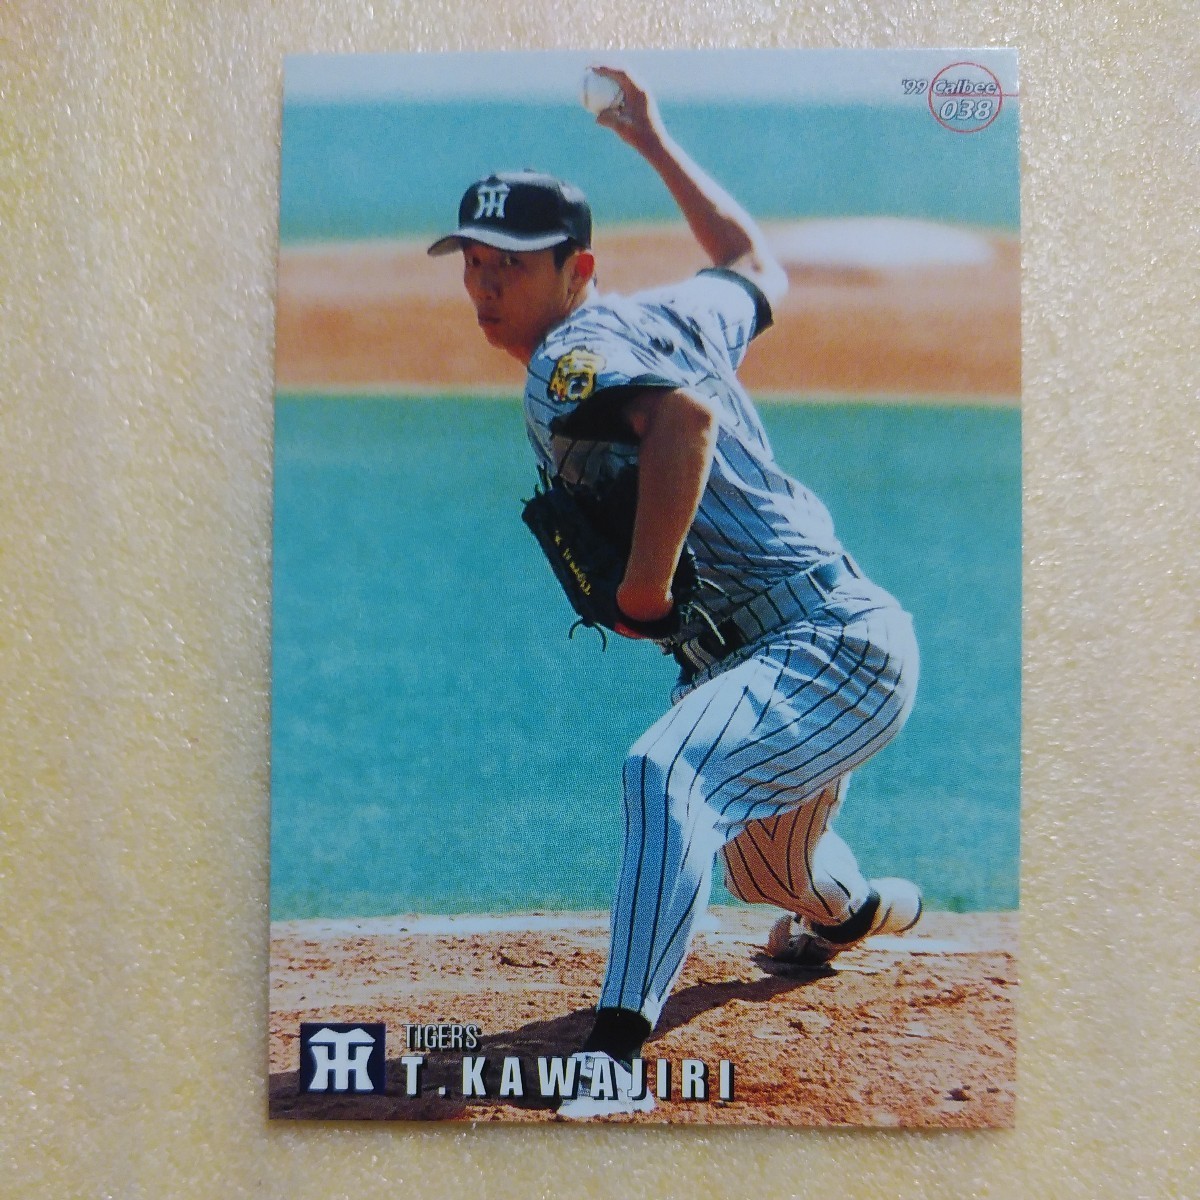 '99 Calbee
038
TIGERS
T.KAWAJIRI